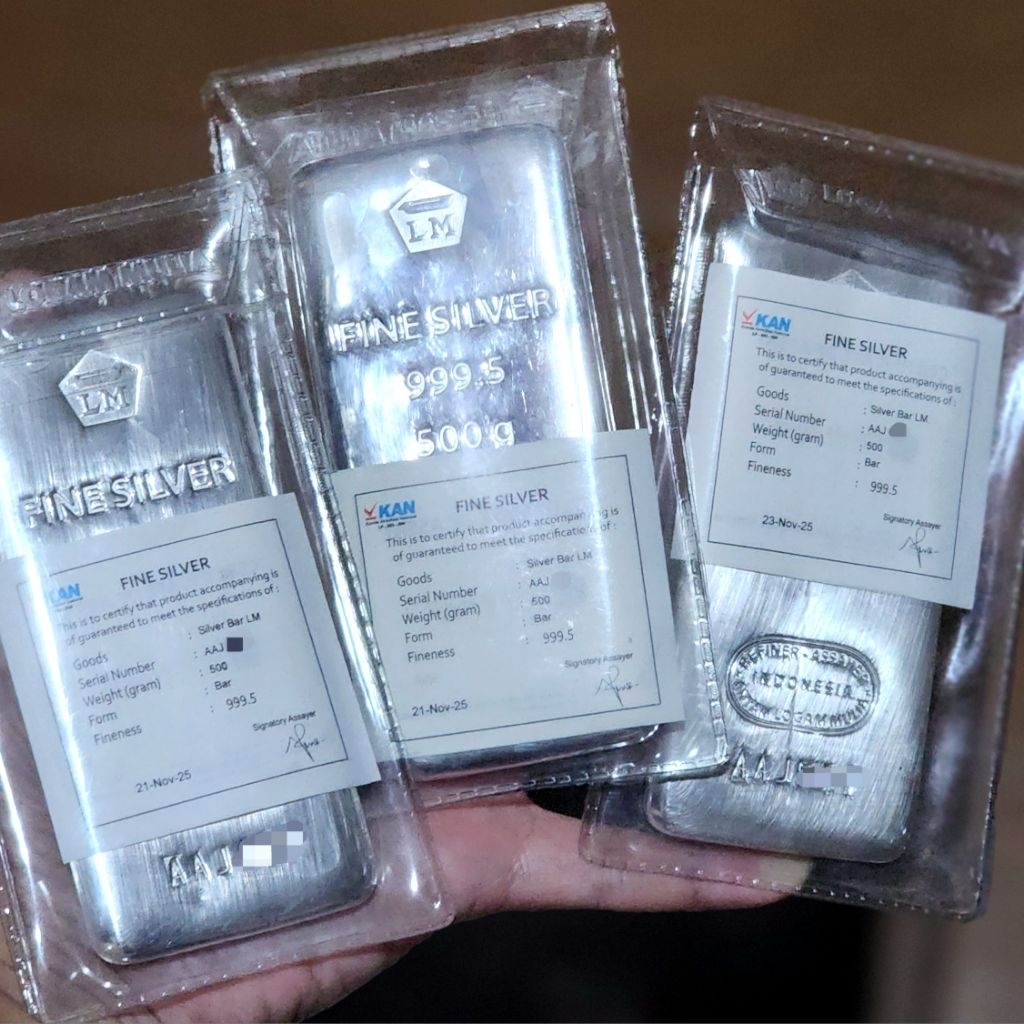 LM
FINE SILVER
KAN
FINE SILVER
This is to certify that product accompanying is
of guaranteed to meet the specifications of :
Goods : Silver Bar LM
Serial Number : AAJ
Weight (gram) : 500
Form : Bar
Fineness : 999.5
Signatory Assayer
21-Nov-25
AAJ
LM
FINE SILVER
999.5
500 g
KAN
FINE SILVER
This is to certify that product accompanying is
of guaranteed to meet the specifications of :
Goods : Silver Bar LM
Serial Number : AAJ
Weight (gram) : 500
Form : Bar
Fineness : 999.5
Signatory Assayer
21-Nov-25
KAN
FINE SILVER
This is to certify that product accompanying is
of guaranteed to meet the specifications of :
Goods : Silver Bar LM
Serial Number : AAJ
Weight (gram) : 500
Form : Bar
Fineness : 999.5
Signatory Assayer
23-Nov-25
REFINER - ASSAYER
INDONESIA
LOGAM MULIA
AAJ